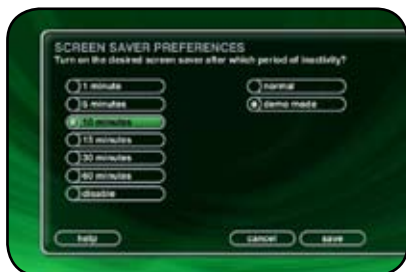 SCREEN SAVER PREFERENCES
Turn on the desired screen saver after which period of inactivity?
1 minute
5 minutes
10 minutes
15 minutes
30 minutes
60 minutes
disable
normal
demo mode
help
cancel
save